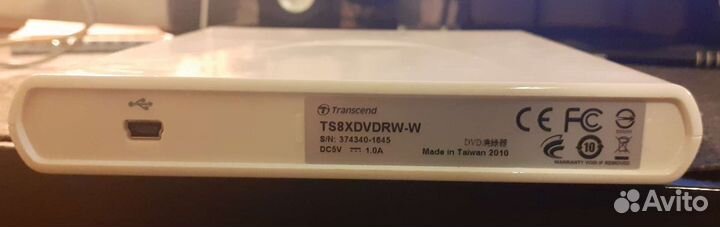 Transcend
TS8XDVDRW-W
S/N: 374340-1645
DC5V ⎓ 1.0A
DVD燒錄器
Made in Taiwan 2010
CE FC
10
WARRANTY VOID IF REMOVED
Avito